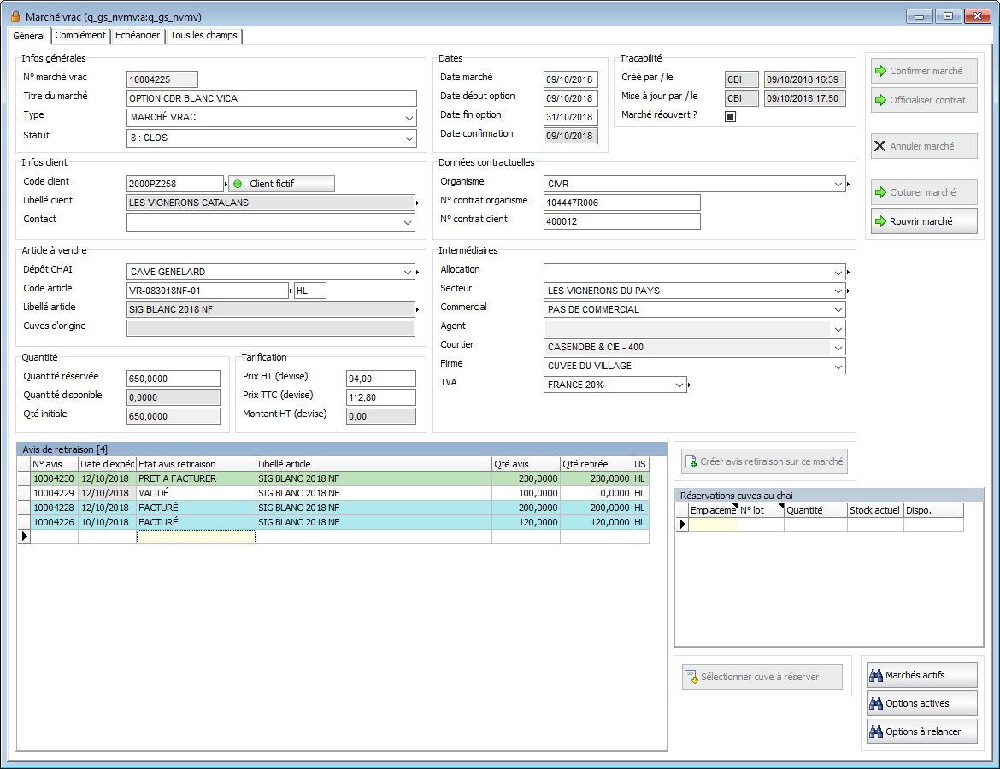 Marché vrac (q_gs_nvmv:a:q_gs_nvmv)
Général Complément Echéancier Tous les champs
Infos générales
N° marché vrac 10004225
Titre du marché OPTION CDR BLANC VICA
Type MARCHÉ VRAC
Statut 8 : CLOS
Dates
Date marché 09/10/2018
Date début option 09/10/2018
Date fin option 31/10/2018
Date confirmation 09/10/2018
Tracabilité
Créé par / le CBI 09/10/2018 16:39
Mise à jour par / le CBI 09/10/2018 17:50
Marché réouvert ?
Confirmer marché
Officialiser contrat
Annuler marché
Cloturer marché
Rouvrir marché
Infos client
Code client 2000PZ258 Client fictif
Libellé client LES VIGNERONS CATALANS
Contact
Données contractuelles
Organisme CIVR
N° contrat organisme 104447R006
N° contrat client 400012
Article à vendre
Dépôt CHAI CAVE GENELARD
Code article VR-083018NF-01 HL
Libellé article SIG BLANC 2018 NF
Cuves d'origine
Intermédiaires
Allocation
Secteur LES VIGNERONS DU PAYS
Commercial PAS DE COMMERCIAL
Agent
Courtier CASENOBE & CIE - 400
Firme CUVEE DU VILLAGE
TVA FRANCE 20%
Quantité
Quantité réservée 650,0000
Quantité disponible 0,0000
Qté initiale 650,0000
Tarification
Prix HT (devise) 94,00
Prix TTC (devise) 112,80
Montant HT (devise) 0,00
Avis de retiraison [4]
N° avis Date d'expéd Etat avis retiraison Libellé article Qté avis Qté retirée US
10004230 12/10/2018 PRET A FACTURER SIG BLANC 2018 NF 230,0000 230,0000 HL
10004229 12/10/2018 VALIDÉ SIG BLANC 2018 NF 100,0000 0,0000 HL
10004228 12/10/2018 FACTURÉ SIG BLANC 2018 NF 200,0000 200,0000 HL
10004226 10/10/2018 FACTURÉ SIG BLANC 2018 NF 120,0000 120,0000 HL
Créer avis retiraison sur ce marché
Réservations cuves au chai
Emplaceme N° lot Quantité Stock actuel Dispo.
Sélectionner cuve à réserver
Marchés actifs
Options actives
Options à relancer